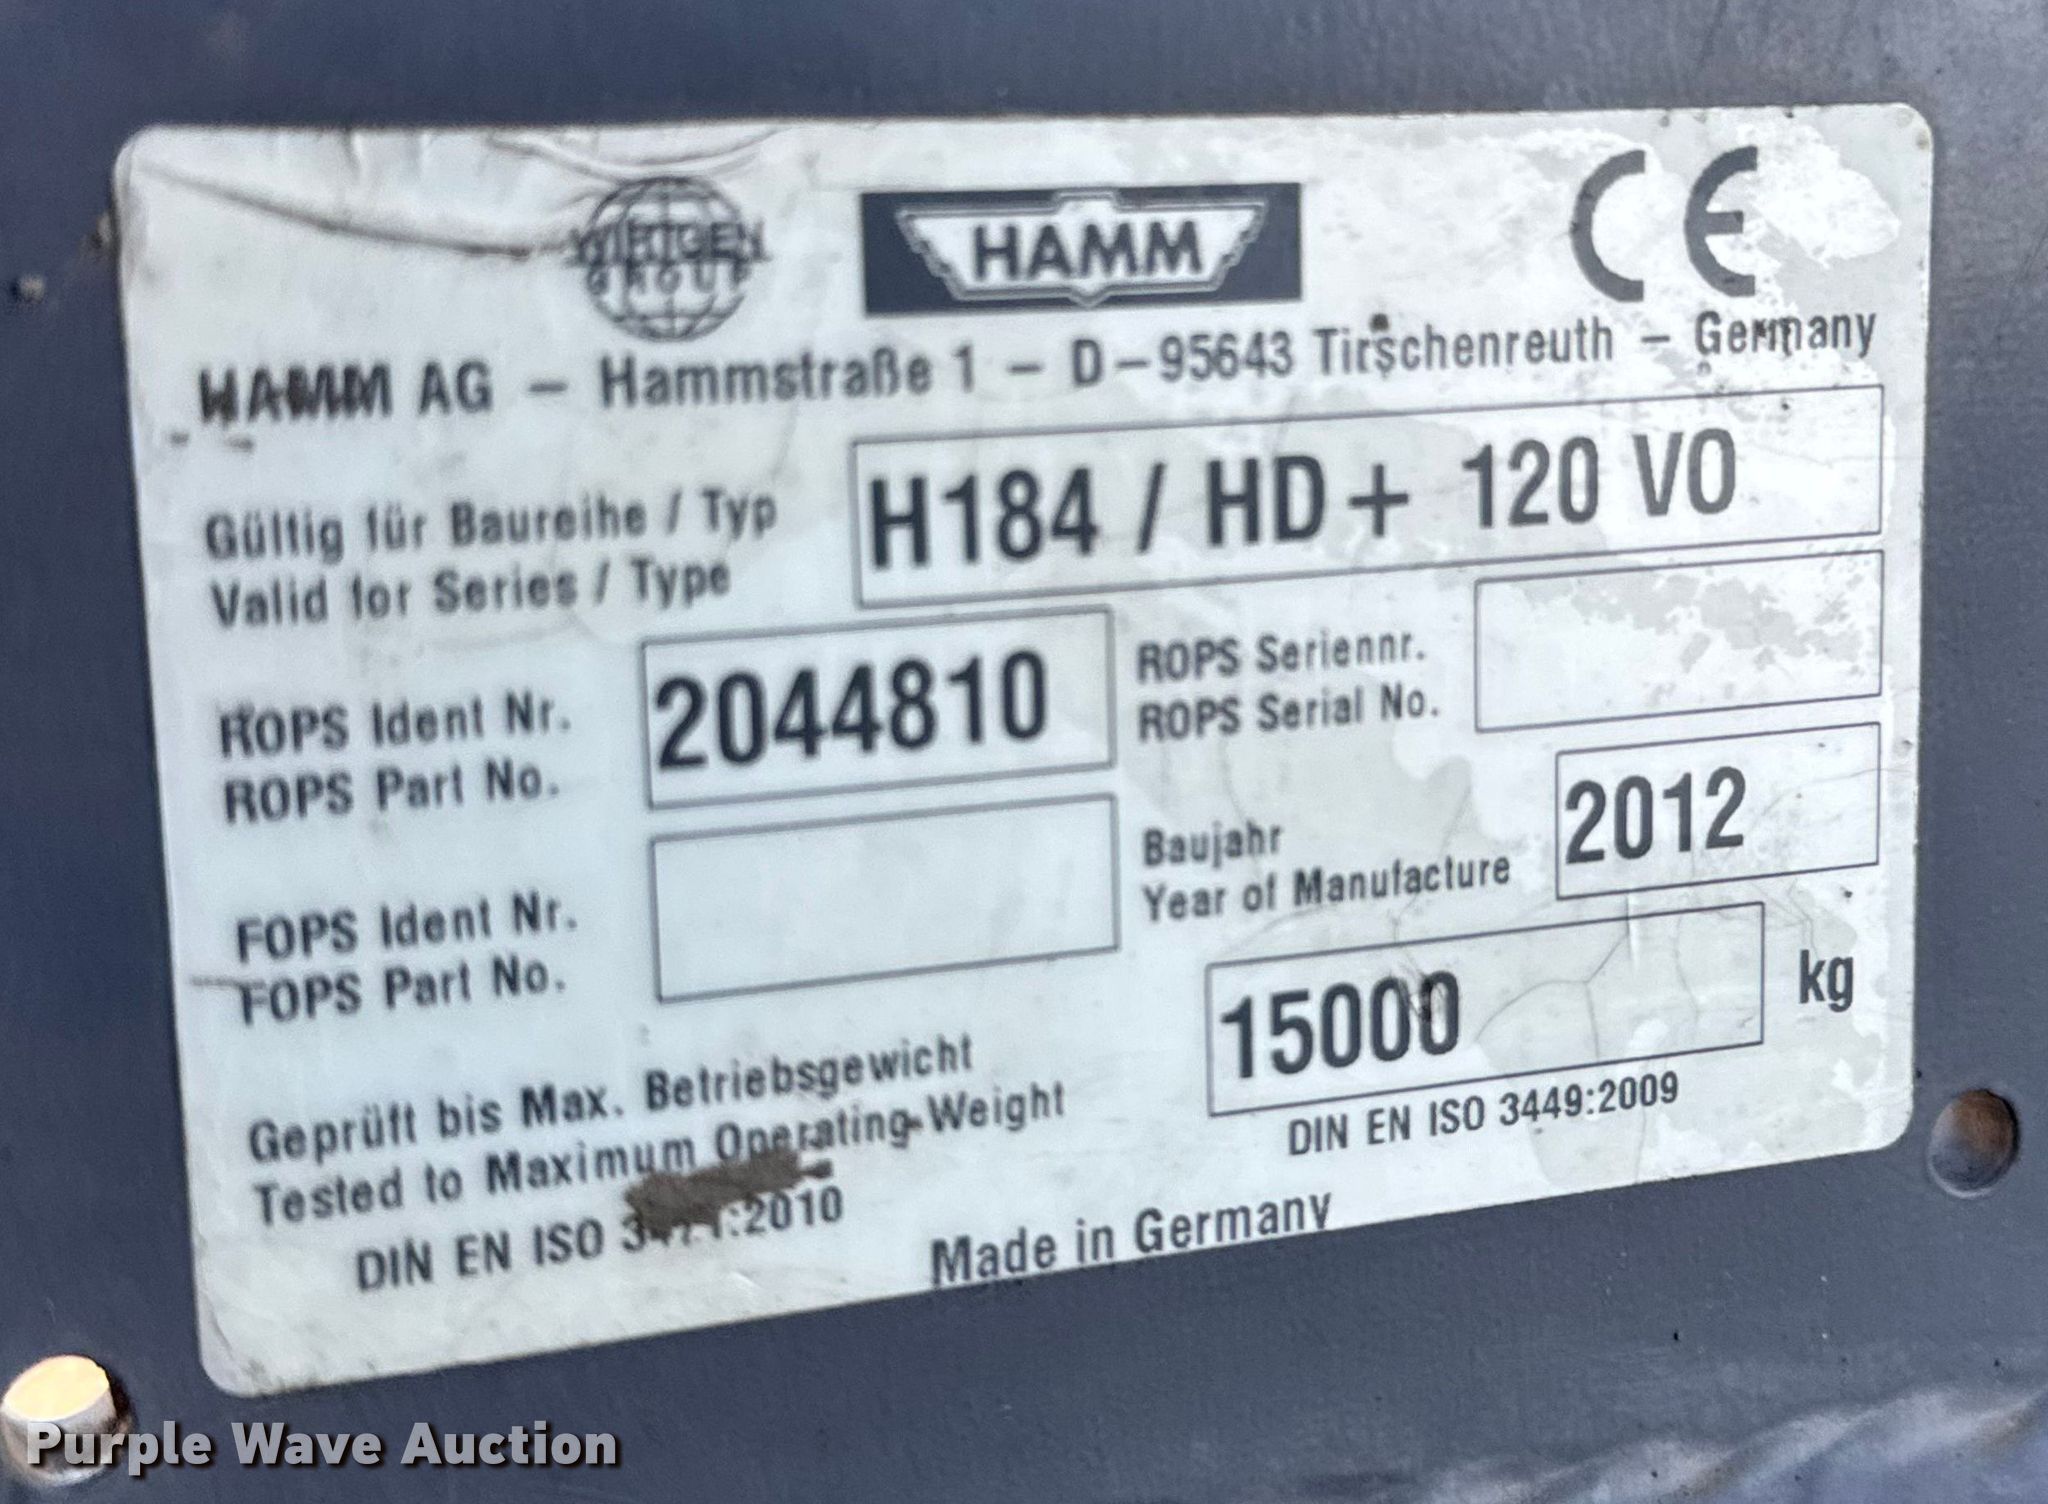 WIRTGEN
GROUP
HAMM
CE
HAMM AG – Hammstraße 1 – D–95643 Tirschenreuth – Germany
Gültig für Baureihe / Typ
Valid for Series / Type
H184 / HD + 120 VO
ROPS Ident Nr.
ROPS Part No.
2044810
ROPS Seriennr.
ROPS Serial No.
Baujahr
Year of Manufacture
2012
FOPS Ident Nr.
FOPS Part No.
Geprüft bis Max. Betriebsgewicht
Tested to Maximum Operating-Weight
15000 kg
DIN EN ISO 3449:2009
DIN EN ISO
Made in Germany
Purple Wave Auction